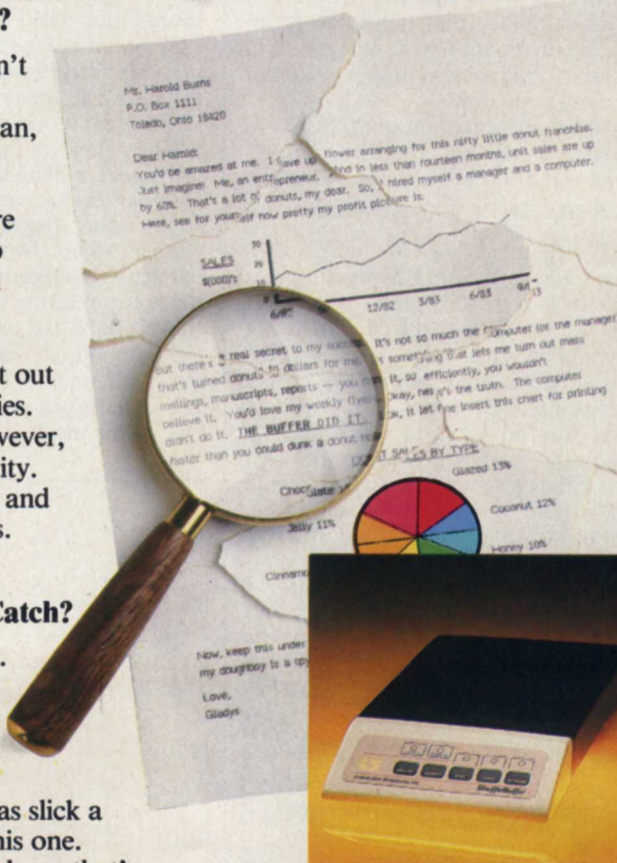 ?
n't
an,
re
t out
ies.
wever,
ity.
and
s.
Catch?
as slick a
his one.
Mr. Harold Burns
P.O. Box 1111
Toledo, Ohio 18420
Dear Harold:
You'd be amazed at me. I gave up flower arranging for this nifty little donut franchise.
Just imagine! Me, an entrepreneur. And in less than fourteen months, unit sales are up
by 60%. That's a lot of donuts, my dear. So, I hired myself a manager and a computer.
Here, see for yourself how pretty my profit picture is:
SALES
$(000)'s
30
20
10
0
6/82
12/82
3/83
6/83
But there's a real secret to my success. It's not so much the computer (or the manager)
that's turned donuts to dollars for me. something that lets me turn out mass
mailings, manuscripts, reports -- you it, so efficiently, you wouldn't
believe it. You'd love my weekly flyer. Okay, here's the truth. The computer
didn't do it. THE BUFFER DID IT. it let me insert this chart for printing
faster than you could dunk a donut
SALES BY TYPE
Chocolate
Glazed 13%
Jelly 11%
Coconut 12%
Honey 10%
Now, keep this under
my doughboy is a spy
Love,
Gladys
ShuffleBuffer